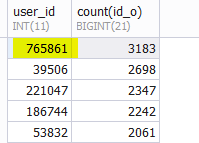 user_id count(id_o)
INT(11) BIGINT(21)
765861 3183
39506 2698
221047 2347
186744 2242
53832 2061